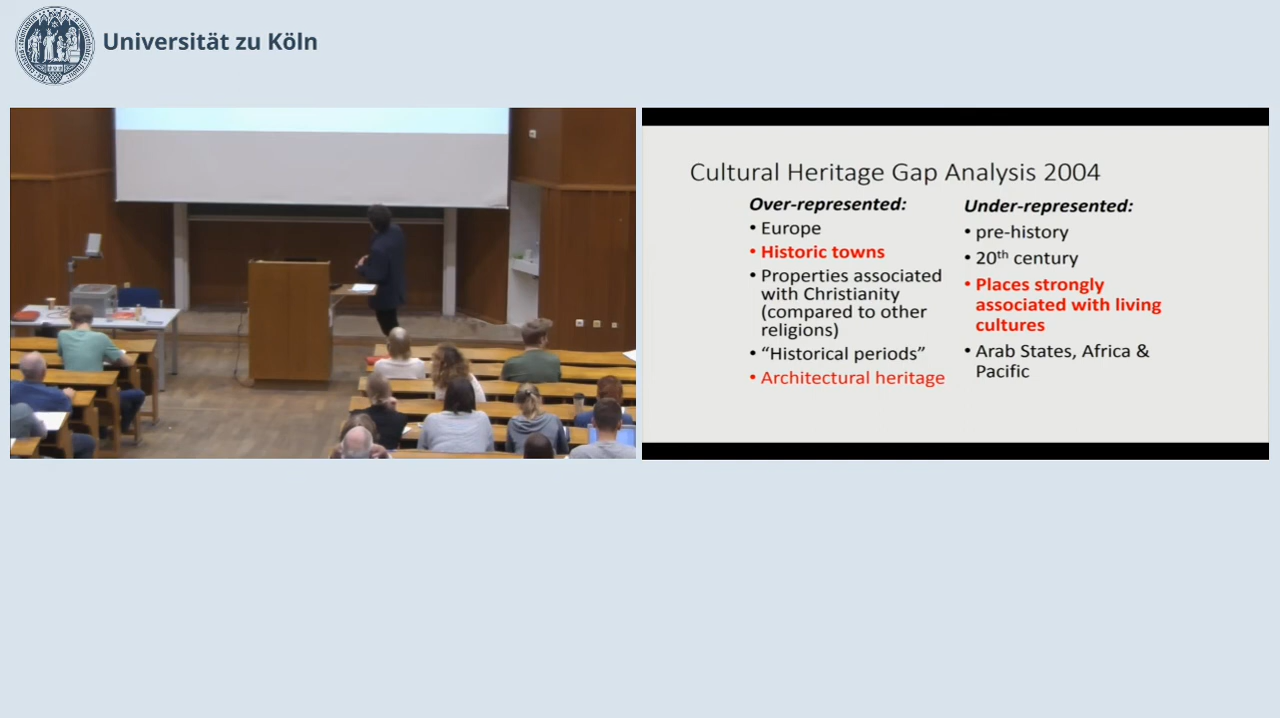 Universität zu Köln
Cultural Heritage Gap Analysis 2004
Over-represented:
• Europe
• Historic towns
• Properties associated
with Christianity
(compared to other
religions)
• “Historical periods”
• Architectural heritage
Under-represented:
• pre-history
• 20th century
• Places strongly
associated with living
cultures
• Arab States, Africa &
Pacific